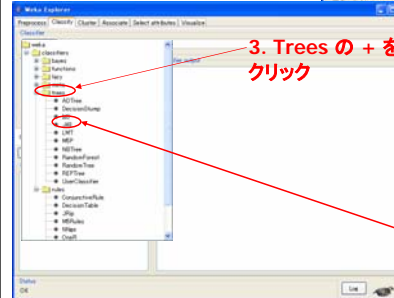 Weka Explorer
Preprocess Classify Cluster Associate Select attributes Visualize
Classifier
weka
classifiers
bayes
functions
lazy
trees
ADTree
DecisionStump
J48
LMT
M5P
NBTree
RandomForest
RandomTree
REPTree
UserClassifier
rules
ConjunctiveRule
DecisionTable
JRip
M5Rules
NNge
OneR
3. Trees の + を
クリック
Status
OK
Log